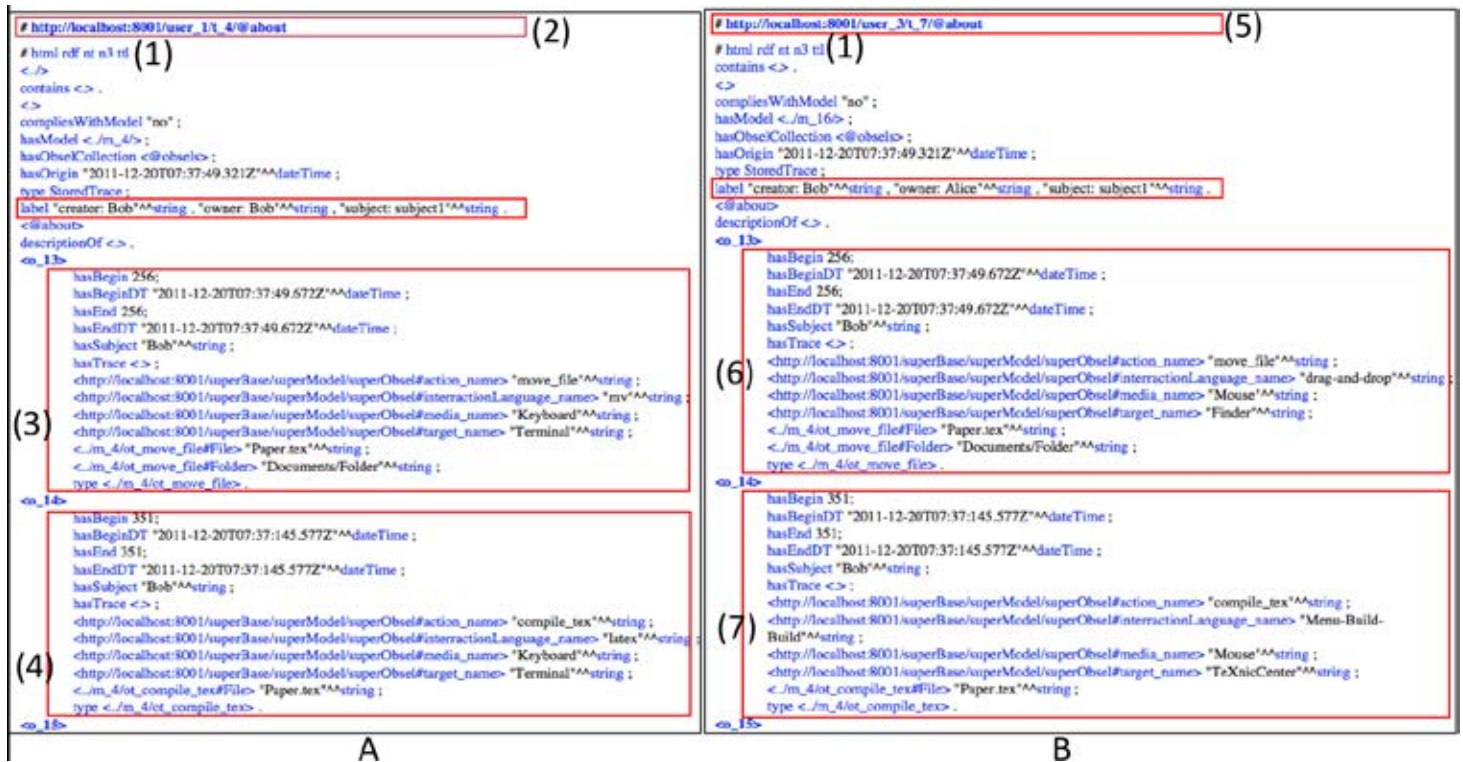 # http://localhost:8001/user_1/t_4/@about
(2)
# html rdf nt n3 ttl
(1)
<../>
contains <.> .
<.>
compliesWithModel "no" ;
hasModel <../m_4/> ;
hasObselCollection <@obsels> ;
hasOrigin "2011-12-20T07:37:49.321Z"^^dateTime ;
type StoredTrace ;
label "creator: Bob"^^string , "owner: Bob"^^string , "subject: subject1"^^string .
<@about>
descriptionOf <.> .
<o_13>
hasBegin 256;
hasBeginDT "2011-12-20T07:37:49.672Z"^^dateTime ;
hasEnd 256;
hasEndDT "2011-12-20T07:37:49.672Z"^^dateTime ;
hasSubject "Bob"^^string ;
hasTrace <.> ;
<http://localhost:8001/superBase/superModel/superObsel#action_name> "move_file"^^string ;
<http://localhost:8001/superBase/superModel/superObsel#interractionLanguage_name> "mv"^^string ;
<http://localhost:8001/superBase/superModel/superObsel#media_name> "Keyboard"^^string ;
(3)
<http://localhost:8001/superBase/superModel/superObsel#target_name> "Terminal"^^string ;
<../m_4/ot_move_file#File> "Paper.tex"^^string ;
<../m_4/ot_move_file#Folder> "Documents/Folder"^^string ;
type <../m_4/ot_move_file> .
<o_14>
hasBegin 351;
hasBeginDT "2011-12-20T07:37:145.577Z"^^dateTime ;
hasEnd 351;
hasEndDT "2011-12-20T07:37:145.577Z"^^dateTime ;
hasSubject "Bob"^^string ;
hasTrace <.> ;
<http://localhost:8001/superBase/superModel/superObsel#action_name> "compile_tex"^^string ;
<http://localhost:8001/superBase/superModel/superObsel#interractionLanguage_name> "latex"^^string ;
<http://localhost:8001/superBase/superModel/superObsel#media_name> "Keyboard"^^string ;
(4)
<http://localhost:8001/superBase/superModel/superObsel#target_name> "Terminal"^^string ;
<../m_4/ot_compile_tex#File> "Paper.tex"^^string ;
type <../m_4/ot_compile_tex> .
<o_15>
A
# http://localhost:8001/user_3/t_7/@about
(5)
# html rdf nt n3 ttl
(1)
contains <.> .
<.>
compliesWithModel "no" ;
hasModel <../m_16/> ;
hasObselCollection <@obsels> ;
hasOrigin "2011-12-20T07:37:49.321Z"^^dateTime ;
type StoredTrace ;
label "creator: Bob"^^string , "owner: Alice"^^string , "subject: subject1"^^string .
<@about>
descriptionOf <.> .
<o_13>
hasBegin 256;
hasBeginDT "2011-12-20T07:37:49.672Z"^^dateTime ;
hasEnd 256;
hasEndDT "2011-12-20T07:37:49.672Z"^^dateTime ;
hasSubject "Bob"^^string ;
hasTrace <.> ;
(6)
<http://localhost:8001/superBase/superModel/superObsel#action_name> "move_file"^^string ;
<http://localhost:8001/superBase/superModel/superObsel#interractionLanguage_name> "drag-and-drop"^^string ;
<http://localhost:8001/superBase/superModel/superObsel#media_name> "Mouse"^^string ;
<http://localhost:8001/superBase/superModel/superObsel#target_name> "Finder"^^string ;
<../m_4/ot_move_file#File> "Paper.tex"^^string ;
<../m_4/ot_move_file#Folder> "Documents/Folder"^^string ;
type <../m_4/ot_move_file> .
<o_14>
hasBegin 351;
hasBeginDT "2011-12-20T07:37:145.577Z"^^dateTime ;
hasEnd 351;
hasEndDT "2011-12-20T07:37:145.577Z"^^dateTime ;
hasSubject "Bob"^^string ;
hasTrace <.> ;
<http://localhost:8001/superBase/superModel/superObsel#action_name> "compile_tex"^^string ;
(7)
<http://localhost:8001/superBase/superModel/superObsel#interractionLanguage_name> "Menu-Build-
Build"^^string ;
<http://localhost:8001/superBase/superModel/superObsel#media_name> "Mouse"^^string ;
<http://localhost:8001/superBase/superModel/superObsel#target_name> "TeXnicCenter"^^string ;
<../m_4/ot_compile_tex#File> "Paper.tex"^^string ;
type <../m_4/ot_compile_tex> .
<o_15>
B